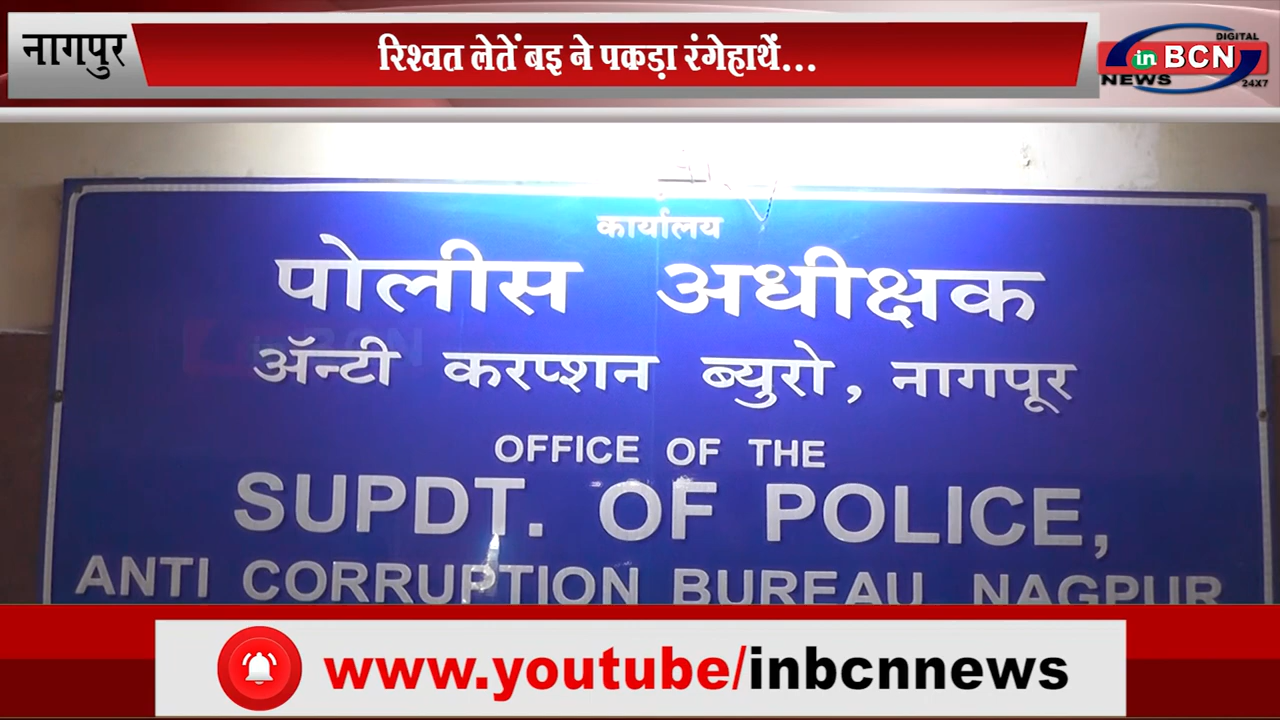 नागपुर
रिश्वत लेतें बइ ने पकड़ा रंगेहाथें...
DIGITAL
in BCN
NEWS 24X7
कार्यालय
पोलीस अधीक्षक
ॲन्टी करप्शन ब्युरो, नागपूर
OFFICE OF THE
SUPDT. OF POLICE,
ANTI CORRUPTION BUREAU NAGPUR
www.youtube/inbcnnews